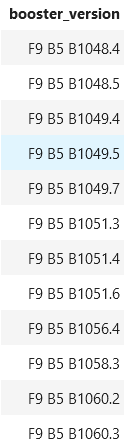 booster_version
F9 B5 B1048.4
F9 B5 B1048.5
F9 B5 B1049.4
F9 B5 B1049.5
F9 B5 B1049.7
F9 B5 B1051.3
F9 B5 B1051.4
F9 B5 B1051.6
F9 B5 B1056.4
F9 B5 B1058.3
F9 B5 B1060.2
F9 B5 B1060.3